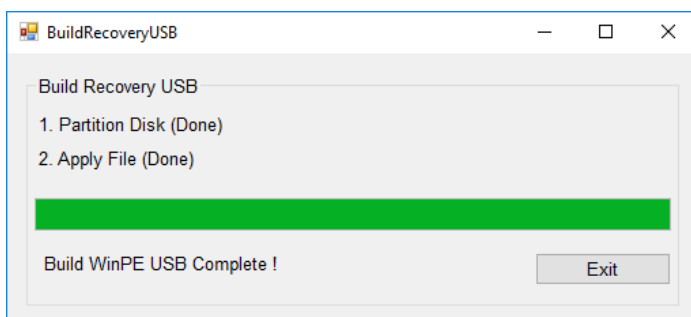 BuildRecoveryUSB
Build Recovery USB
1. Partition Disk (Done)
2. Apply File (Done)
Build WinPE USB Complete !
Exit